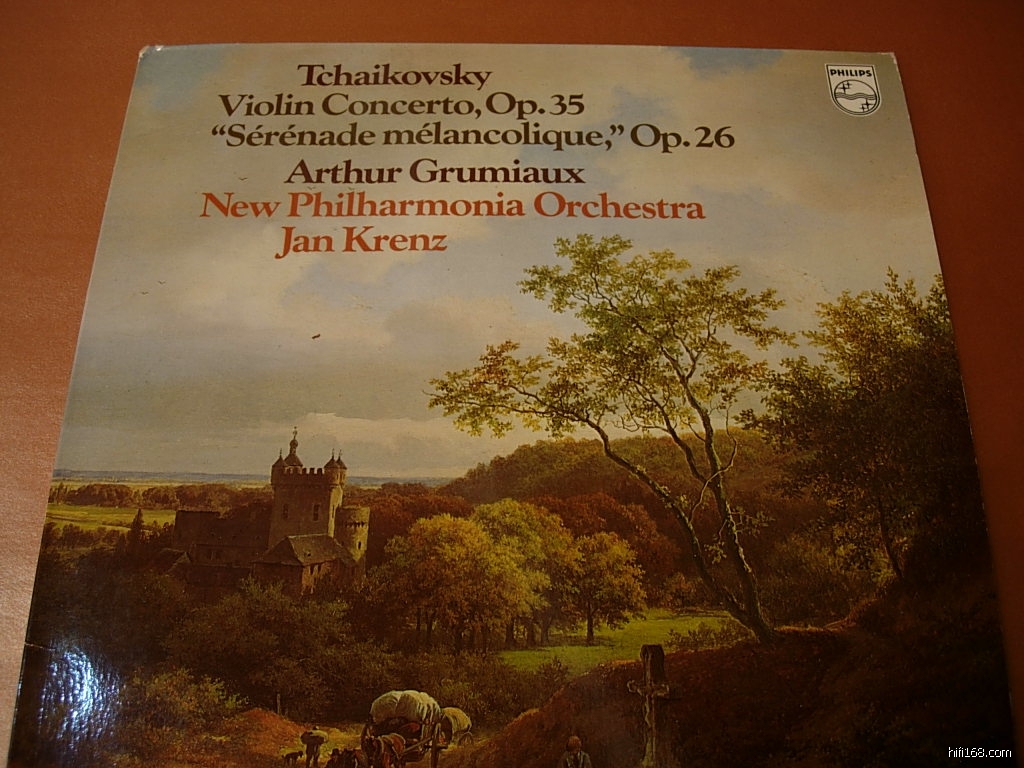 Tchaikovsky
PHILIPS
Violin Concerto, Op. 35
“Sérénade mélancolique,” Op. 26
Arthur Grumiaux
New Philharmonia Orchestra
Jan Krenz
hifi168.com